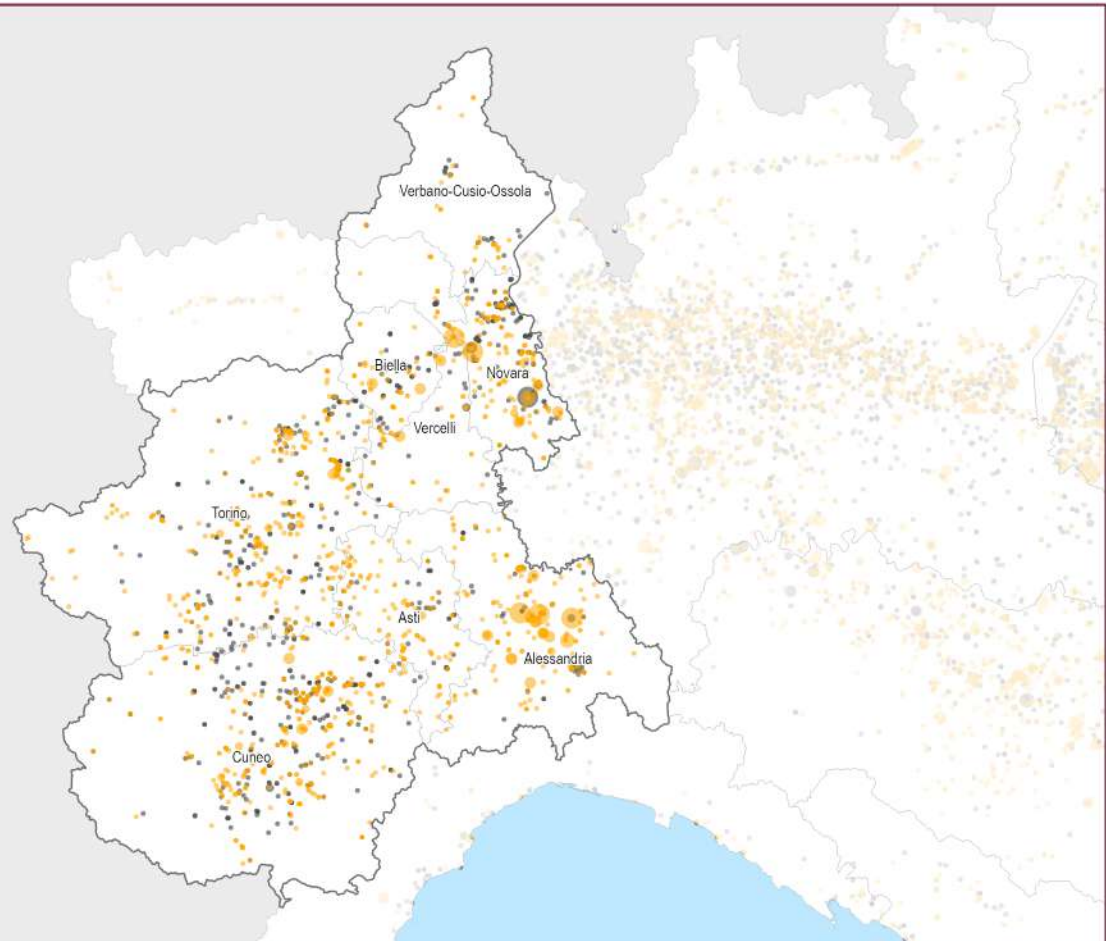 Verbano-Cusio-Ossola
Biella
Novara
Vercelli
Torino
Asti
Alessandria
Cuneo